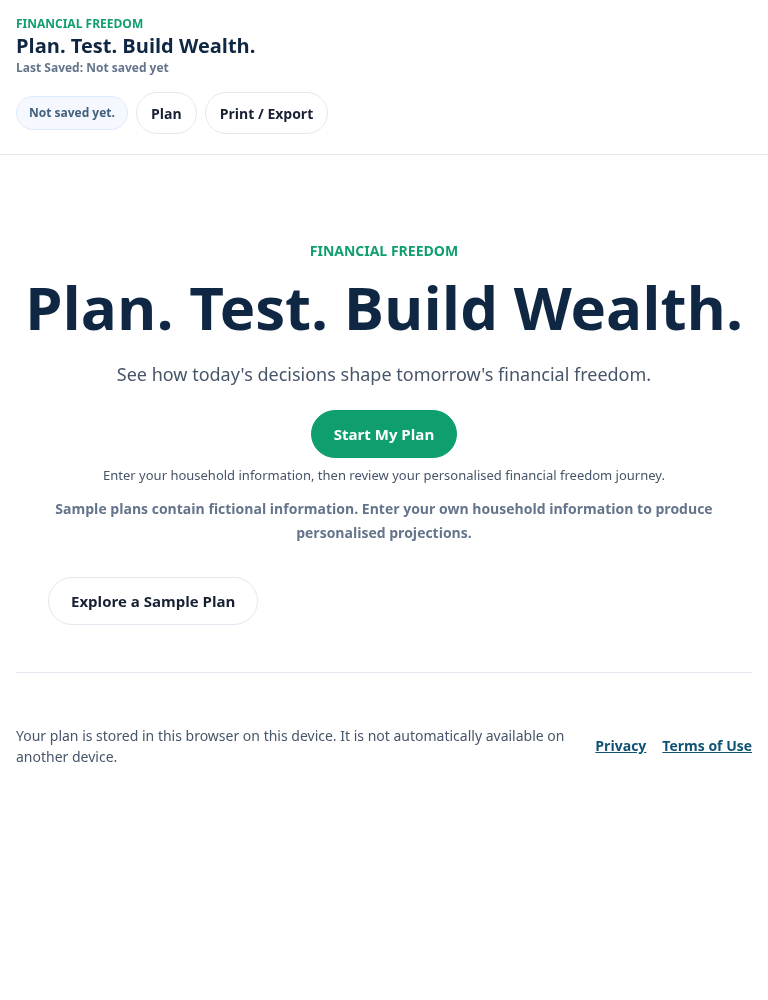 FINANCIAL FREEDOM
Plan. Test. Build Wealth.
Last Saved: Not saved yet
Not saved yet.
Plan
Print / Export
FINANCIAL FREEDOM
Plan. Test. Build Wealth.
See how today's decisions shape tomorrow's financial freedom.
Start My Plan
Enter your household information, then review your personalised financial freedom journey.
Sample plans contain fictional information. Enter your own household information to produce
personalised projections.
Explore a Sample Plan
Your plan is stored in this browser on this device. It is not automatically available on
another device.
Privacy
Terms of Use